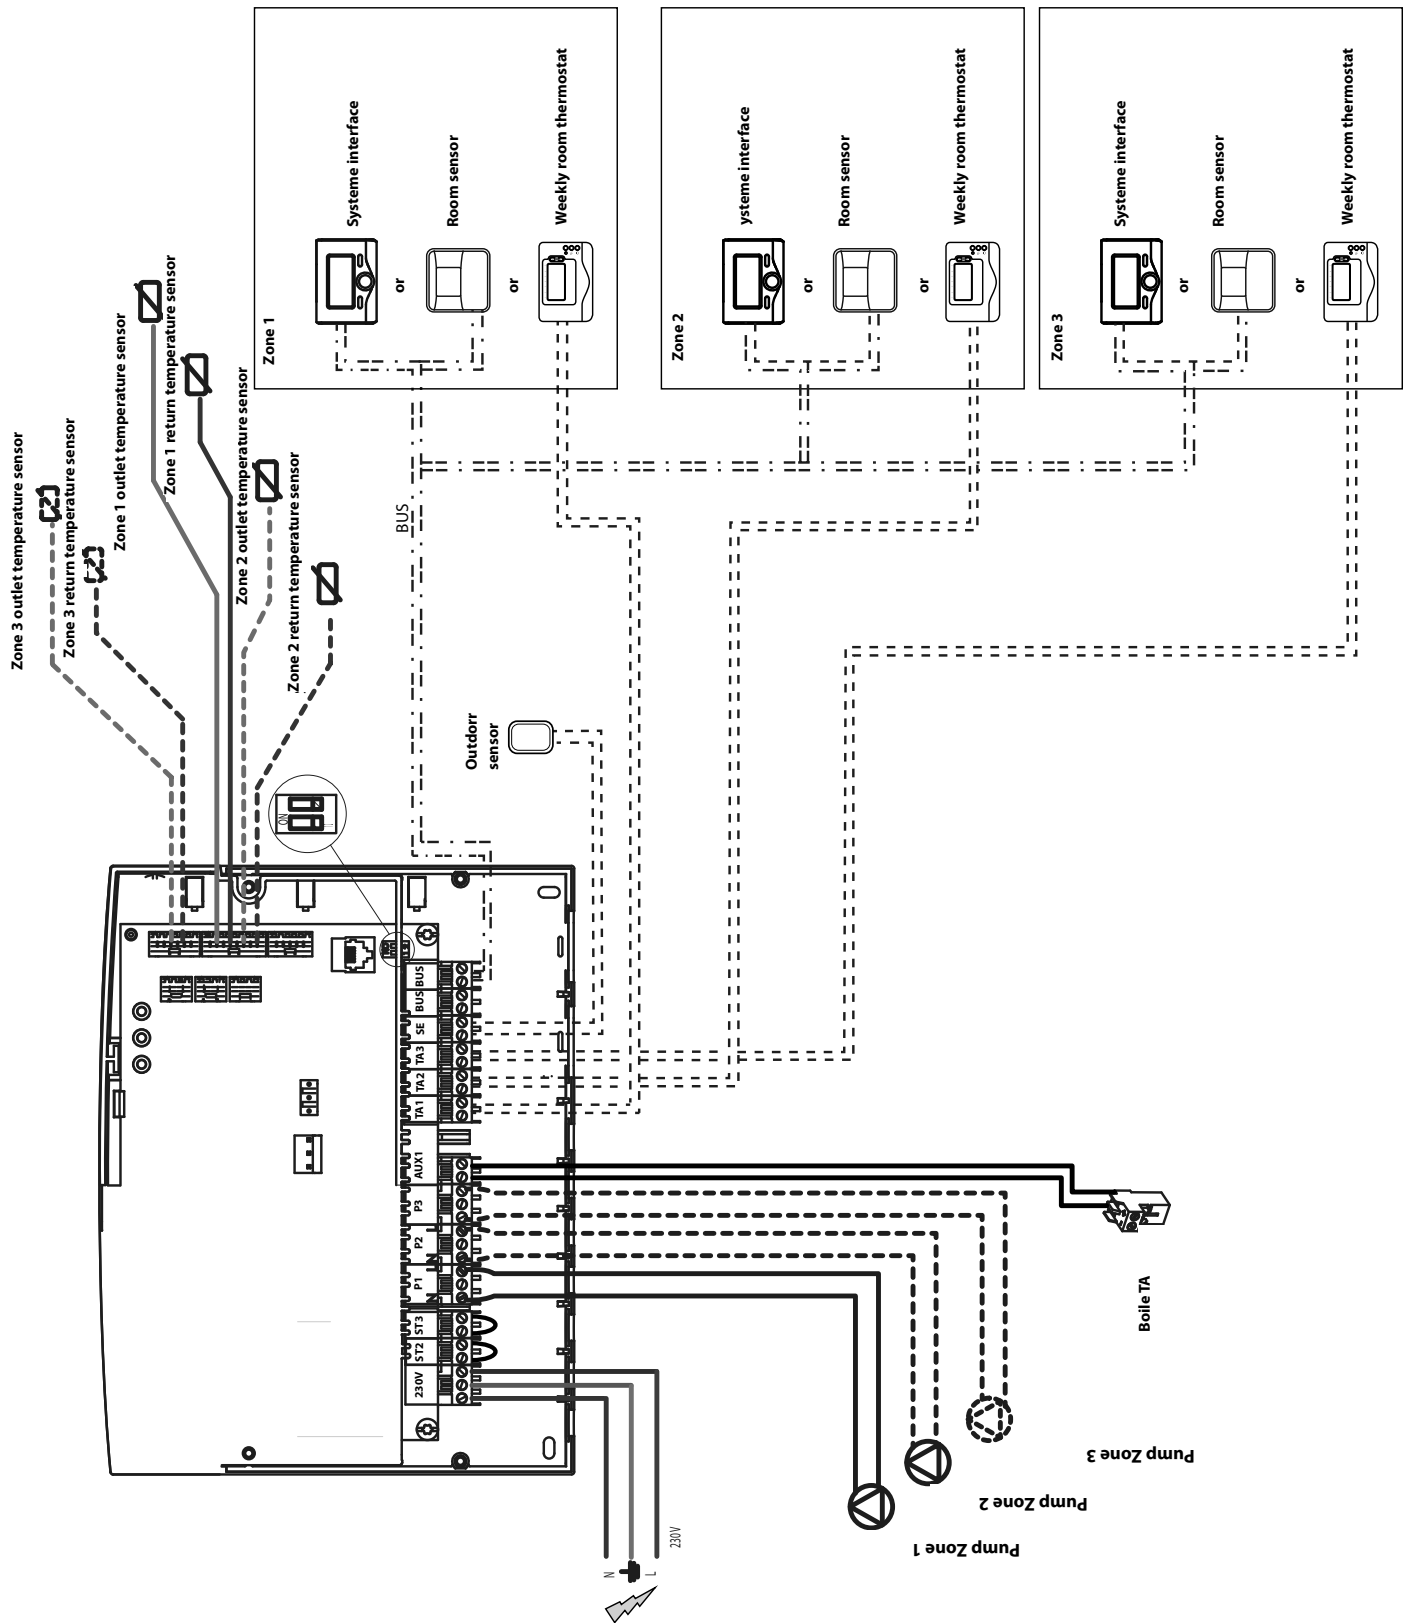 Zone 3 outlet temperature sensor
Zone 3 return temperature sensor
Zone 1 outlet temperature sensor
Zone 1 return temperature sensor
Zone 2 outlet temperature sensor
Zone 2 return temperature sensor
Zone 1
Systeme interface
or
Room sensor
or
Weekly room thermostat
Zone 2
ysteme interface
or
Room sensor
or
Weekly room thermostat
Zone 3
Systeme interface
or
Room sensor
or
Weekly room thermostat
BUS
Outdorr
sensor
ON
BUS
BUS
SE
TA3
TA2
TA1
AUX1
P3
P2
P1
ST3
ST2
230V
L
N
L
N
N
L
230V
Boile TA
Pump Zone 3
Pump Zone 2
Pump Zone 1